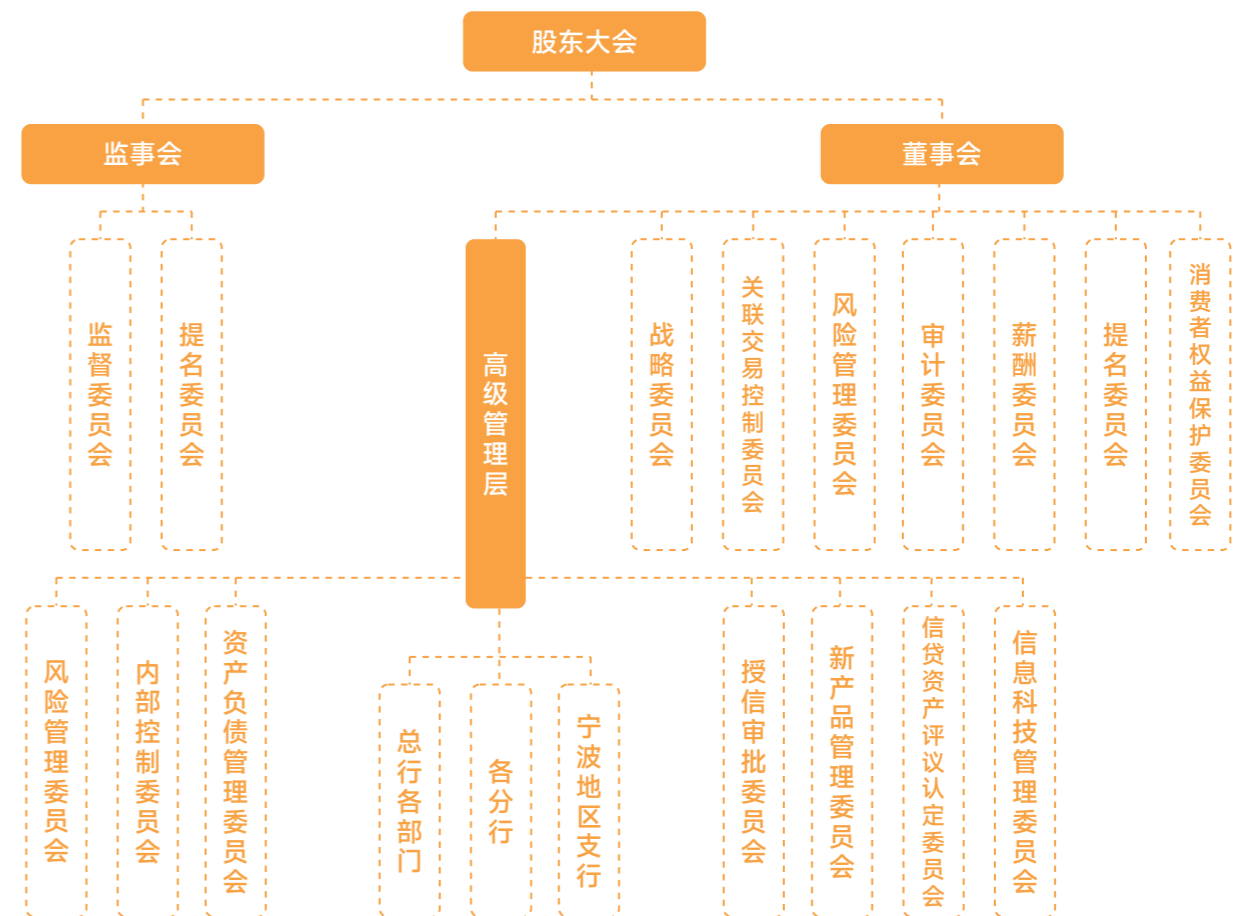 股东大会
监事会
董事会
监督委员会
提名委员会
高级管理层
战略委员会
关联交易控制委员会
风险管理委员会
审计委员会
薪酬委员会
提名委员会
消费者权益保护委员会
风险管理委员会
内部控制委员会
资产负债管理委员会
总行各部门
各分行
宁波地区支行
授信审批委员会
新产品管理委员会
信贷资产评议认定委员会
信息科技管理委员会